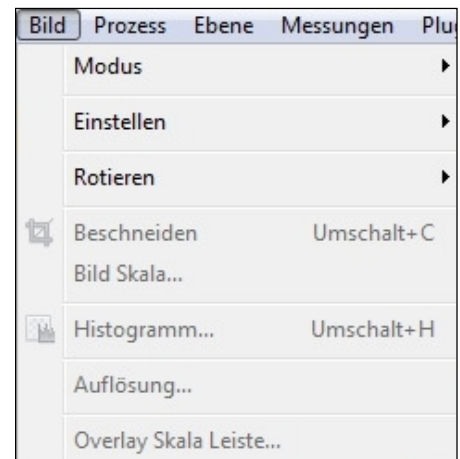 Bild Prozess Ebene Messungen
Modus
Einstellen
Rotieren
Beschneiden Umschalt+C
Bild Skala...
Histogramm... Umschalt+H
Auflösung...
Overlay Skala Leiste...